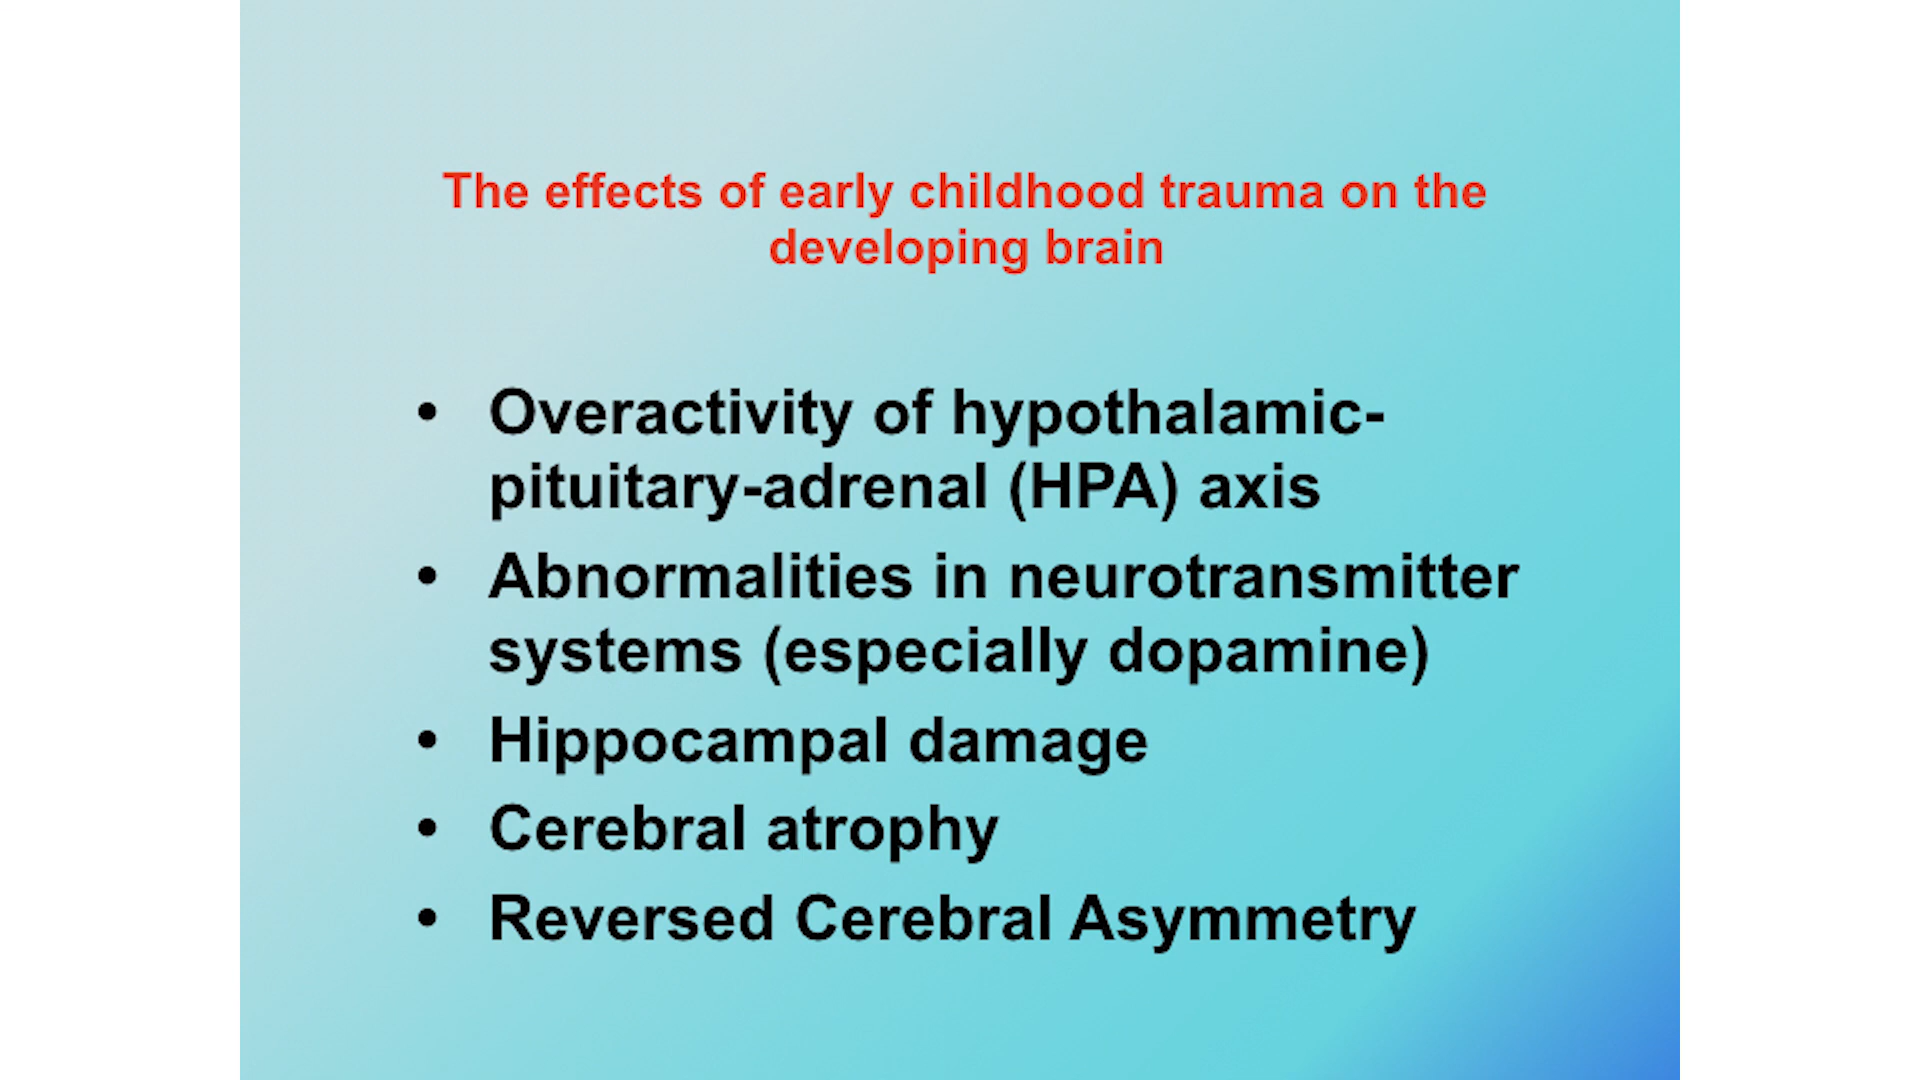 The effects of early childhood trauma on the
developing brain
• Overactivity of hypothalamic-
pituitary-adrenal (HPA) axis
• Abnormalities in neurotransmitter
systems (especially dopamine)
• Hippocampal damage
• Cerebral atrophy
• Reversed Cerebral Asymmetry